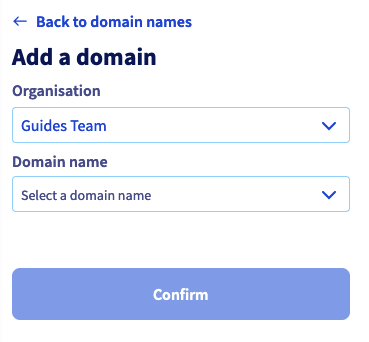 ← Back to domain names
Add a domain
Organisation
Guides Team
Domain name
Select a domain name
Confirm